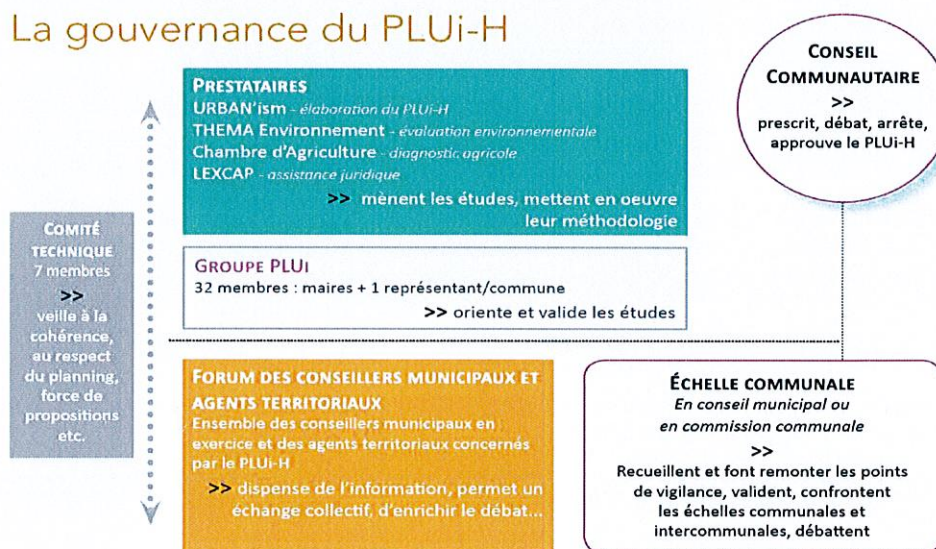 La gouvernance du PLUi-H
PRESTATAIRES
URBAN'ism - élaboration du PLUi-H
THEMA Environnement - évaluation environnementale
Chambre d'Agriculture - diagnostic agricole
LEXCAP - assistance juridique
>> mènent les études, mettent en oeuvre
leur méthodologie
CONSEIL
COMMUNAUTAIRE
>>
prescrit, débat, arrête,
approuve le PLUi-H
COMITÉ
TECHNIQUE
7 membres
>>
veille à la
cohérence,
au respect
du planning,
force de
propositions
etc.
GROUPE PLUI
32 membres : maires + 1 représentant/commune
>> oriente et valide les études
FORUM DES CONSEILLERS MUNICIPAUX ET
AGENTS TERRITORIAUX
Ensemble des conseillers municipaux en
exercice et des agents territoriaux concernés
par le PLUi-H
>> dispense de l'information, permet un
échange collectif, d'enrichir le débat...
ÉCHELLE COMMUNALE
En conseil municipal ou
en commission communale
>>
Recueillent et font remonter les points
de vigilance, valident, confrontent
les échelles communales et
intercommunales, débattent